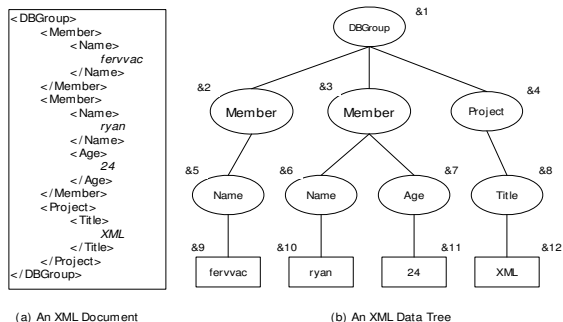 <DBGroup>
<Member>
<Name>
fervvac
</Name>
</Member>
<Member>
<Name>
ryan
</Name>
<Age>
24
</Age>
</Member>
<Project>
<Title>
XML
</Title>
</Project>
</DBGroup>
(a) An XML Document
&1
DBGroup
&2 &3 &4
Member Member Project
&5 &6 &7 &8
Name Name Age Title
&9 &10 &11 &12
fervvac ryan 24 XML
(b) An XML Data Tree